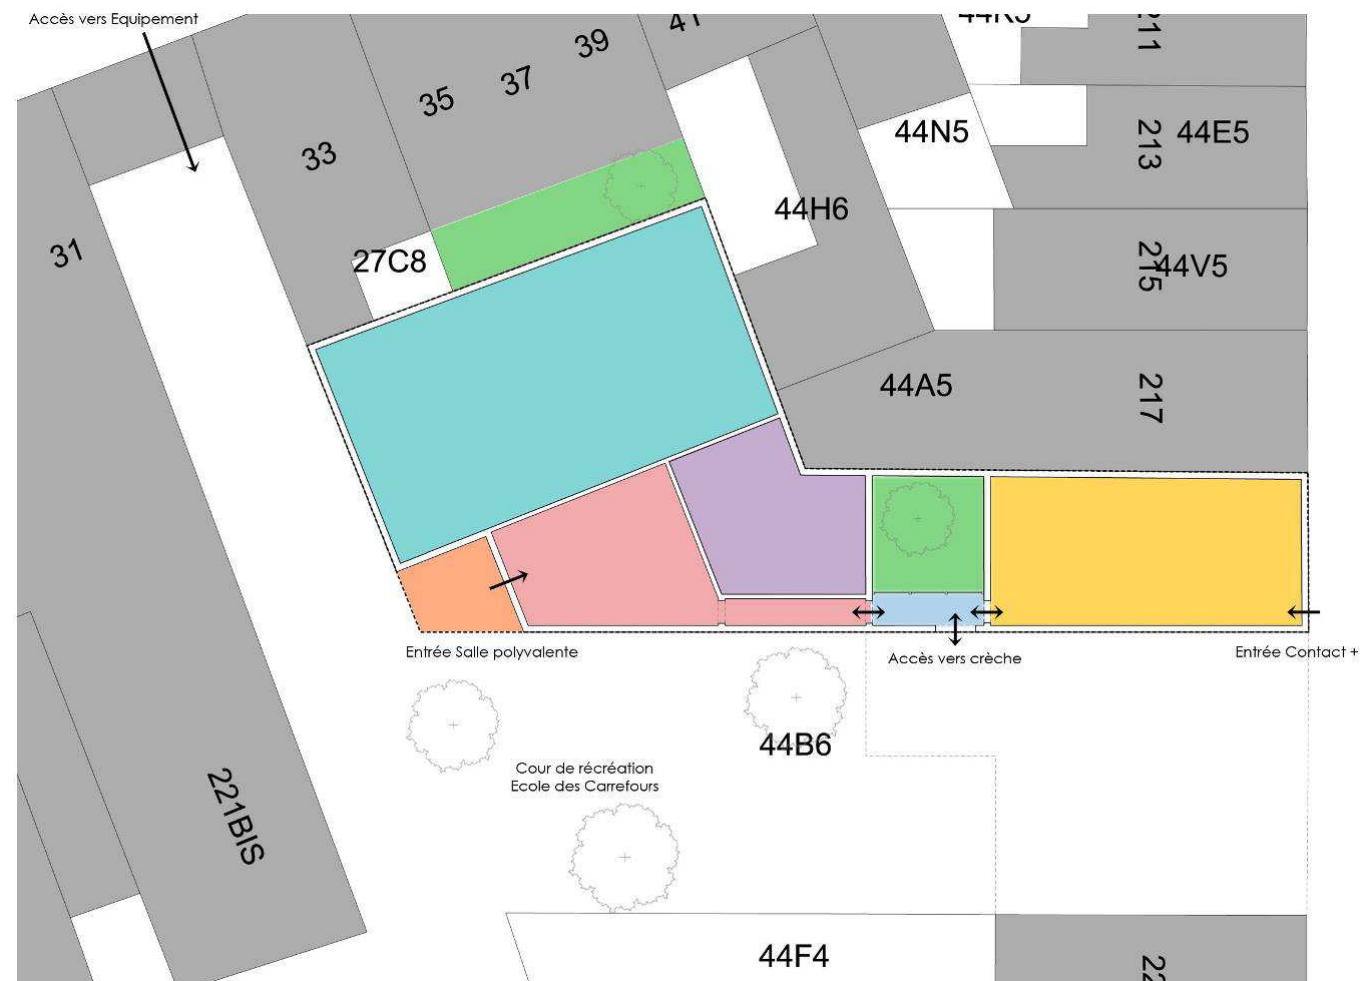 Accès vers Equipement
39
37
35
33
31
44N5
213
44E5
44H6
27C8
215
44V5
44A5
217
Entrée Salle polyvalente
Accès vers crèche
Entrée Contact +
44B6
Cour de récréation
Ecole des Carrefours
221BIS
44F4